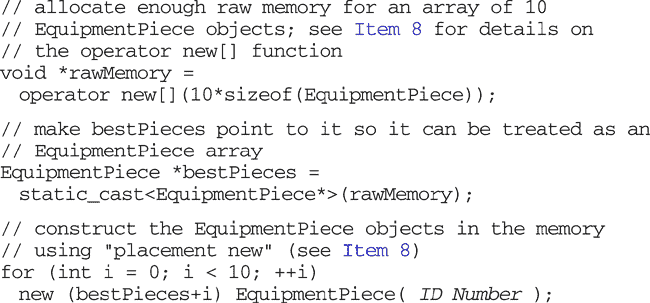 // allocate enough raw memory for an array of 10
// EquipmentPiece objects; see Item 8 for details on
// the operator new[] function
void *rawMemory =
  operator new[](10*sizeof(EquipmentPiece));
// make bestPieces point to it so it can be treated as an
// EquipmentPiece array
EquipmentPiece *bestPieces =
  static_cast<EquipmentPiece*>(rawMemory);
// construct the EquipmentPiece objects in the memory
// using "placement new" (see Item 8)
for (int i = 0; i < 10; ++i)
  new (bestPieces+i) EquipmentPiece( ID Number );